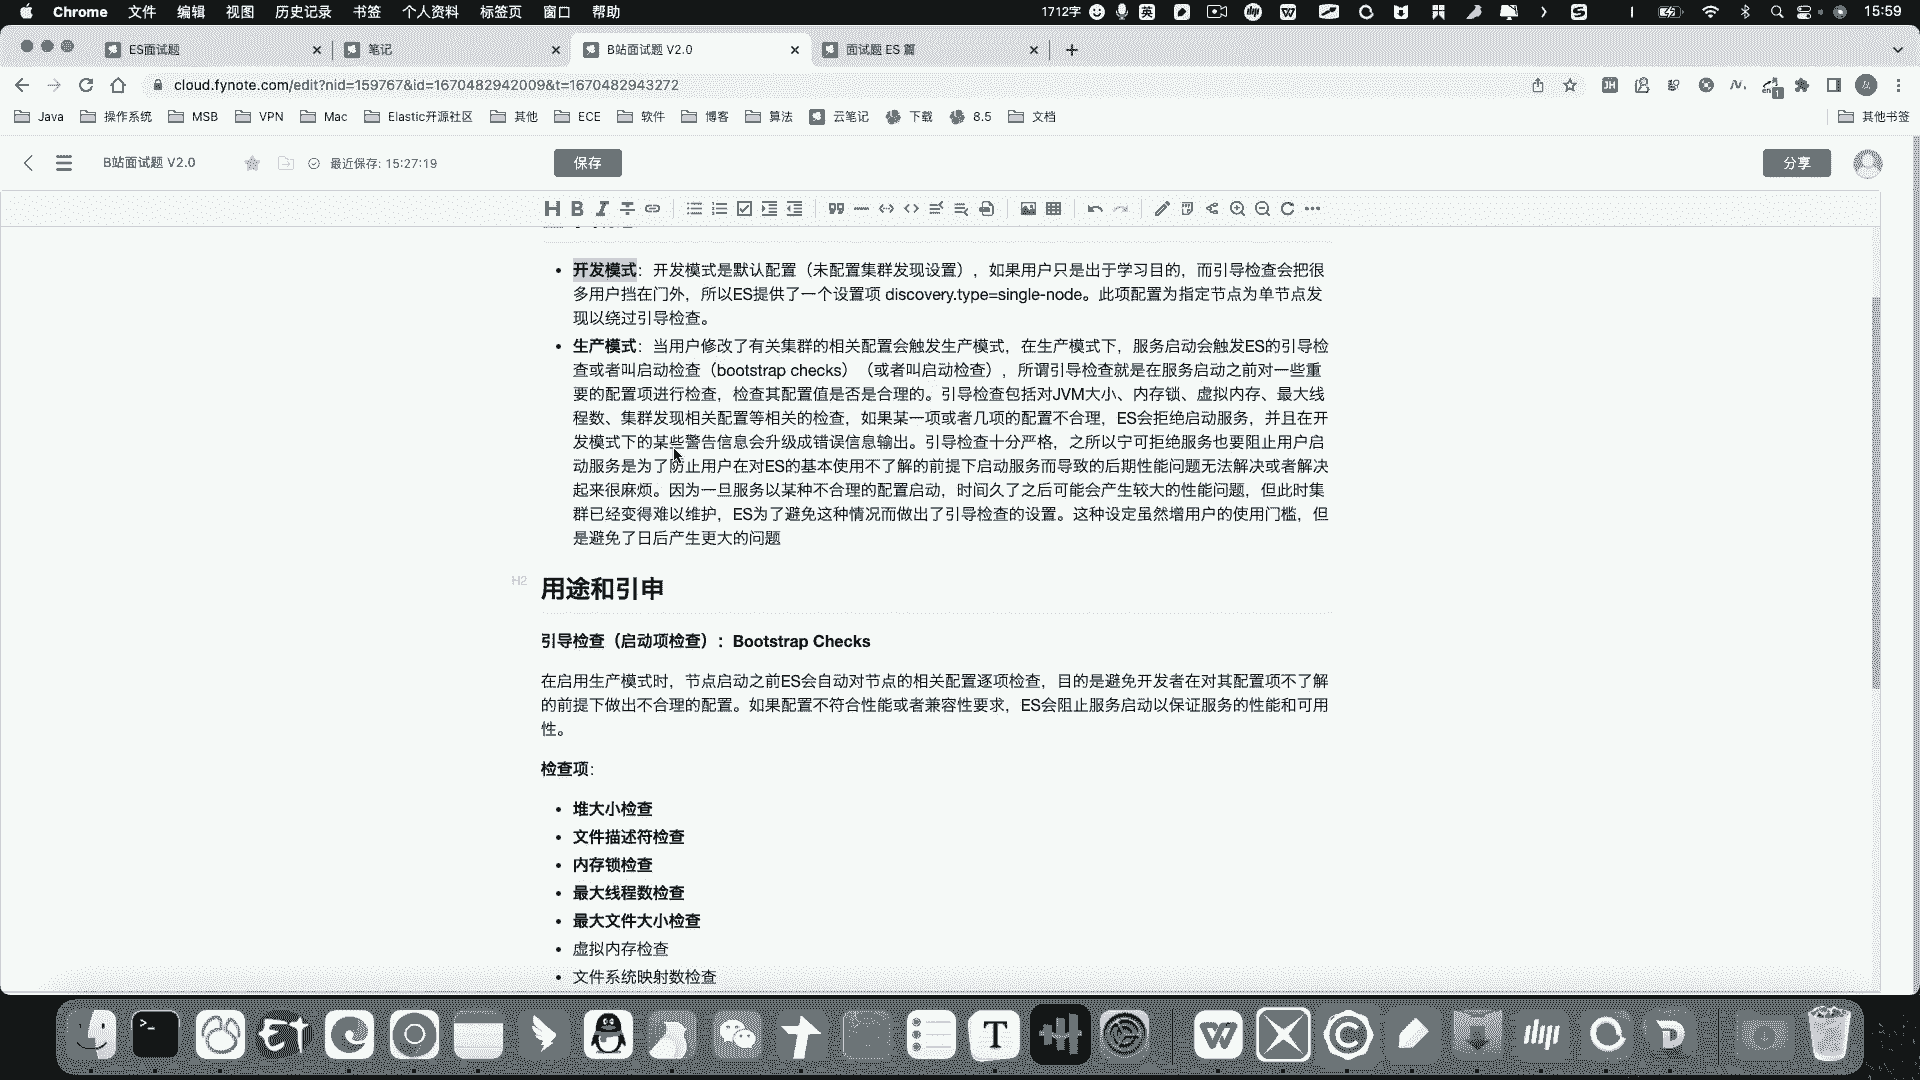 Chrome 文件 编辑 视图 历史记录 书签 个人资料 标签页 窗口 帮助 1712字 英 15:59
ES面试题 笔记 B站面试题 V2.0 面试题 ES 篇
cloud.fynote.com/edit?nid=159767&id=1670482942009&t=1670482943272
Java 操作系统 MSB VPN Mac Elastic开源社区 其他 ECE 软件 博客 算法 云笔记 下载 8.5 文档 其他书签
B站面试题 V2.0 最近保存: 15:27:19 保存 分享
开发模式：开发模式是默认配置（未配置集群发现设置），如果用户只是出于学习目的，而引导检查会把很
多用户挡在门外，所以ES提供了一个设置项 discovery.type=single-node。此项配置为指定节点为单节点发
现以绕过引导检查。
生产模式：当用户修改了有关集群的相关配置会触发生产模式，在生产模式下，服务启动会触发ES的引导检
查或者叫启动检查（bootstrap checks）（或者叫启动检查），所谓引导检查就是在服务启动之前对一些重
要的配置项进行检查，检查其配置值是否是合理的。引导检查包括对JVM大小、内存锁、虚拟内存、最大线
程数、集群发现相关配置等相关的检查，如果某一项或者几项的配置不合理，ES会拒绝启动服务，并且在开
发模式下的某些警告信息会升级成错误信息输出。引导检查十分严格，之所以宁可拒绝服务也要阻止用户启
动服务是为了防止用户在对ES的基本使用不了解的前提下启动服务而导致的后期性能问题无法解决或者解决
起来很麻烦。因为一旦服务以某种不合理的配置启动，时间久了之后可能会产生较大的性能问题，但此时集
群已经变得难以维护，ES为了避免这种情况而做出了引导检查的设置。这种设定虽然增用户的使用门槛，但
是避免了日后产生更大的问题
H2 用途和引申
引导检查（启动项检查）：Bootstrap Checks
在启用生产模式时，节点启动之前ES会自动对节点的相关配置逐项检查，目的是避免开发者在对其配置项不了解
的前提下做出不合理的配置。如果配置不符合性能或者兼容性要求，ES会阻止服务启动以保证服务的性能和可用
性。
检查项：
堆大小检查
文件描述符检查
内存锁检查
最大线程数检查
最大文件大小检查
虚拟内存检查
文件系统映射数检查